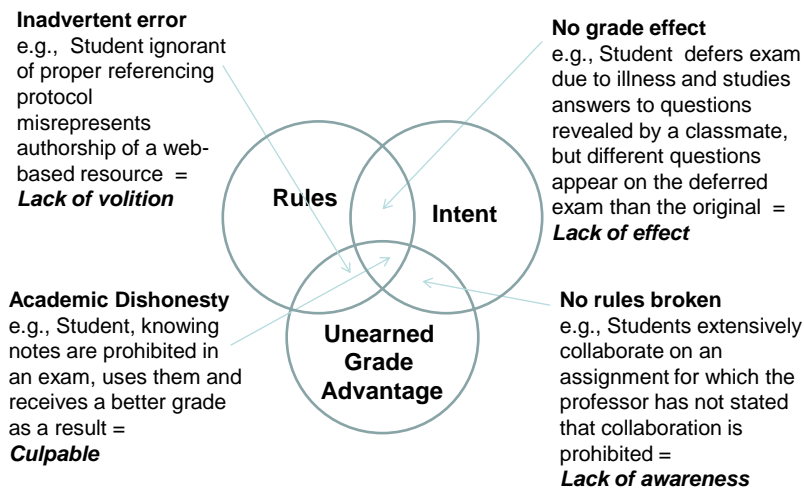 Inadvertent error
e.g., Student ignorant
of proper referencing
protocol
misrepresents
authorship of a web-
based resource =
Lack of volition
No grade effect
e.g., Student defers exam
due to illness and studies
answers to questions
revealed by a classmate,
but different questions
appear on the deferred
exam than the original =
Lack of effect
Rules
Intent
Academic Dishonesty
e.g., Student, knowing
notes are prohibited in
an exam, uses them and
receives a better grade
as a result =
Culpable
Unearned
Grade
Advantage
No rules broken
e.g., Students extensively
collaborate on an
assignment for which the
professor has not stated
that collaboration is
prohibited =
Lack of awareness